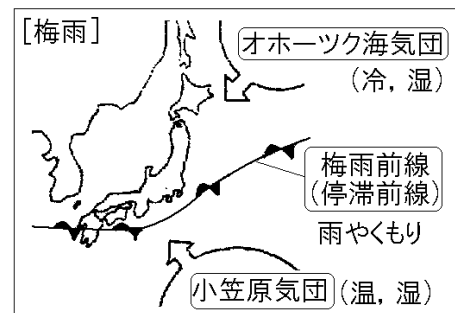 [梅雨]
オホーツク海気団
(冷, 湿)
梅雨前線
(停滞前線)
雨やくもり
小笠原気団 (温, 湿)